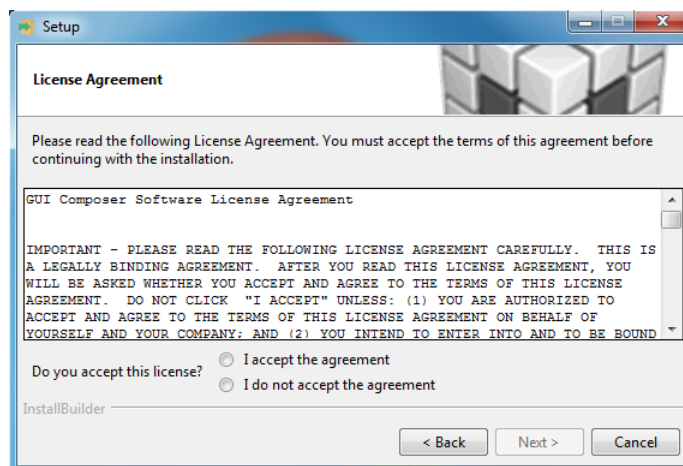 Setup
License Agreement
Please read the following License Agreement. You must accept the terms of this agreement before
continuing with the installation.
GUI Composer Software License Agreement
IMPORTANT - PLEASE READ THE FOLLOWING LICENSE AGREEMENT CAREFULLY.  THIS IS
A LEGALLY BINDING AGREEMENT.  AFTER YOU READ THIS LICENSE AGREEMENT, YOU
WILL BE ASKED WHETHER YOU ACCEPT AND AGREE TO THE TERMS OF THIS LICENSE
AGREEMENT.  DO NOT CLICK "I ACCEPT" UNLESS: (1) YOU ARE AUTHORIZED TO
ACCEPT AND AGREE TO THE TERMS OF THIS LICENSE AGREEMENT ON BEHALF OF
YOURSELF AND YOUR COMPANY; AND (2) YOU INTEND TO ENTER INTO AND TO BE BOUND
Do you accept this license?
I accept the agreement
I do not accept the agreement
InstallBuilder
< Back
Next >
Cancel